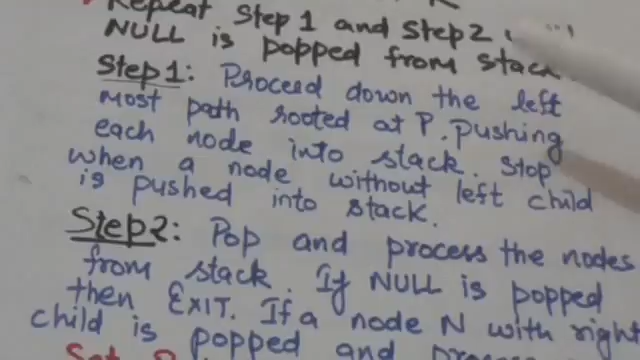 Repeat Step 1 and Step 2
NULL is popped from stack
Step 1: Proceed down the left
most path rooted at P. pushing
each node into stack. Stop
when a node without left child
is pushed into stack.
Step 2: Pop and process the nodes
from stack. If NULL is popped
then EXIT. If a node N with right
child is popped and
Set